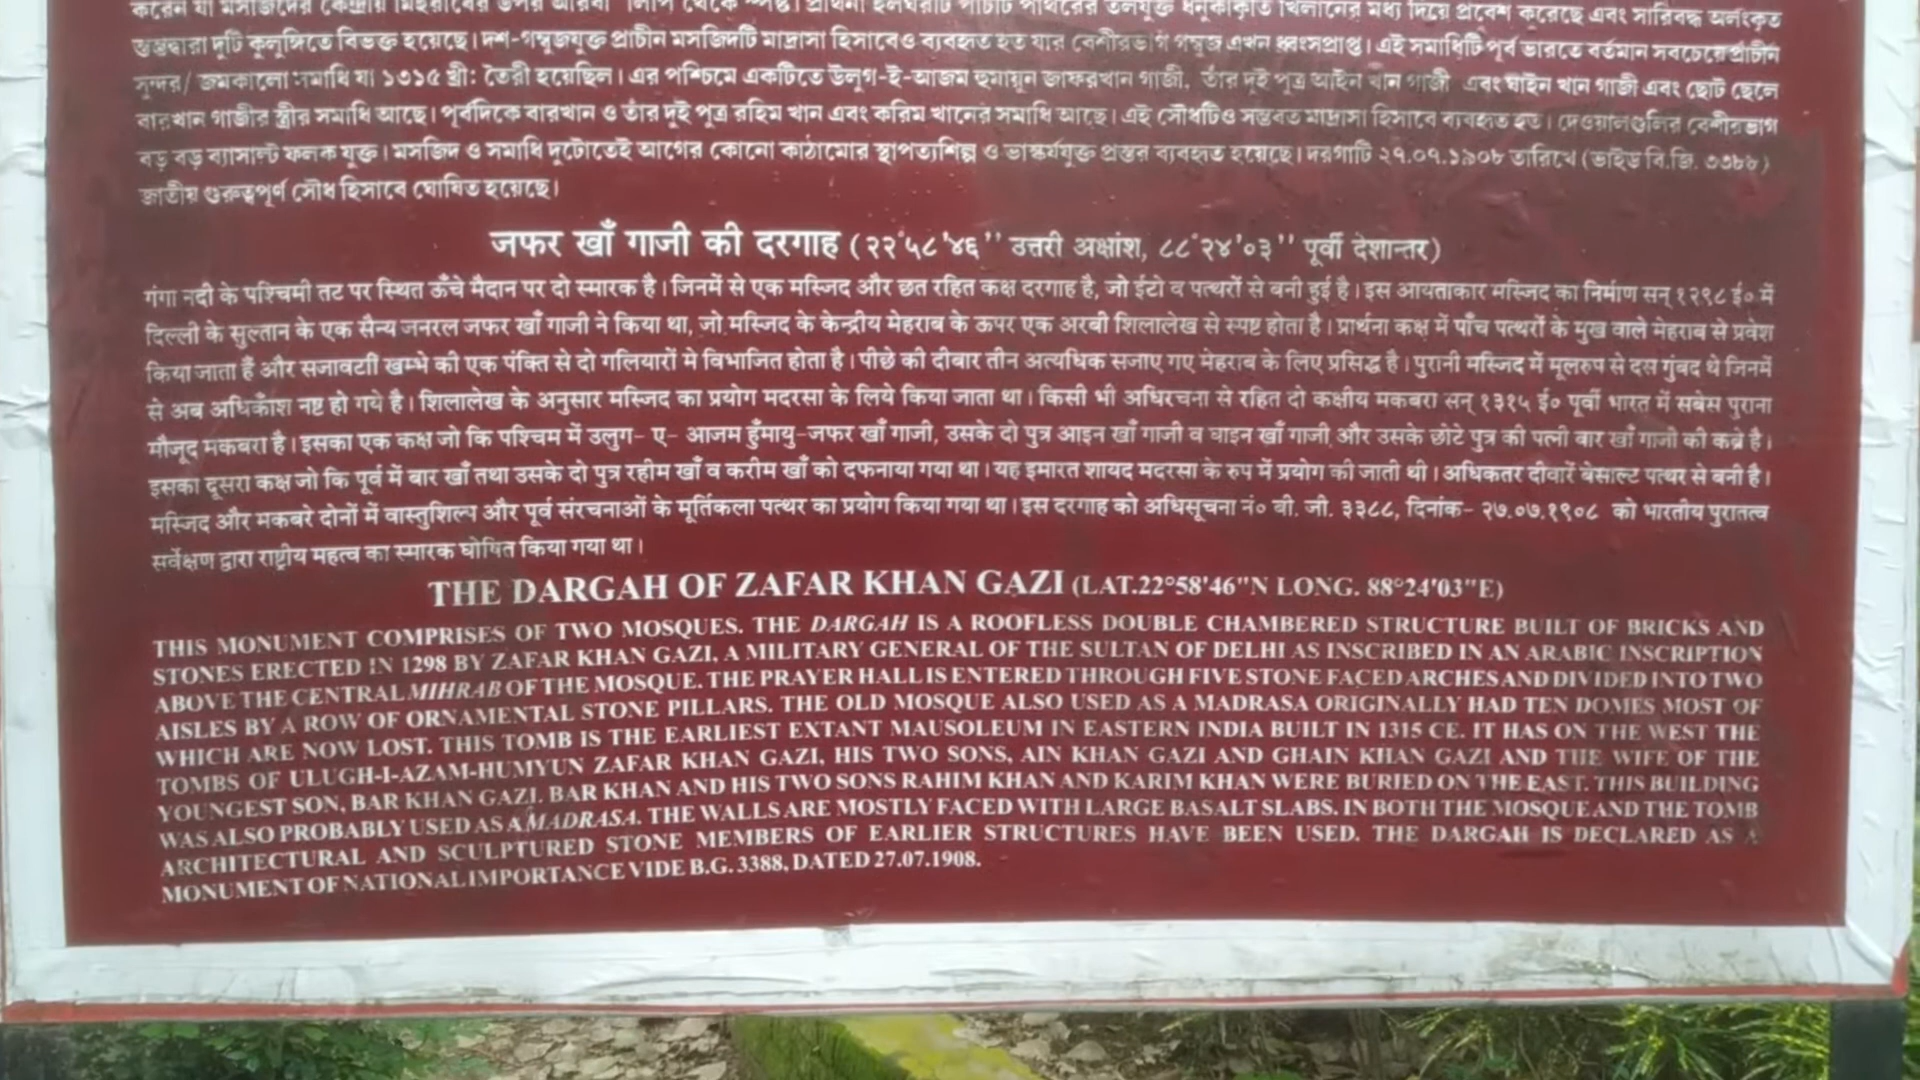 করেন যা মসজিদের কেন্দ্রীয় মিহরাবের উপর আরবী লিপি থেকে স্পষ্ট। প্রার্থনা হলঘরটি পাঁচটি পাথরের তলযুক্ত ধনুকাকৃতি খিলানের মধ্য দিয়ে প্রবেশ করেছে এবং সারিবদ্ধ অলংকৃত
স্তম্ভদ্বারা দুটি কুলুঙ্গিতে বিভক্ত হয়েছে। দশ-গম্বুজযুক্ত প্রাচীন মসজিদটি মাদ্রাসা হিসাবেও ব্যবহৃত হত যার বেশীরভাগ গম্বুজ এখন ধ্বংসপ্রাপ্ত। এই সমাধিটি পূর্ব ভারতে বর্তমান সবচেয়ে প্রাচীন
সুন্দর/ জমকালো সমাধি যা ১৩১৫ খ্রী: তৈরী হয়েছিল। এর পশ্চিমে একটিতে উলুগ-ই-আজম হুমায়ুন জাফরখান গাজী, তাঁর দুই পুত্র আইন খান গাজী এবং ঘাইন খান গাজী এবং ছোট ছেলে
বারখান গাজীর স্ত্রীর সমাধি আছে। পূর্বদিকে বারখান ও তাঁর দুই পুত্র রহিম খান এবং করিম খানের সমাধি আছে। এই সৌধটিও সম্ভবত মাদ্রাসা হিসাবে ব্যবহৃত হত। দেওয়ালগুলির বেশীরভাগ
বড় বড় ব্যাসাল্ট ফলক যুক্ত। মসজিদ ও সমাধি দুটোতেই আগের কোনো কাঠামোর স্থাপত্যশিল্প ও ভাস্কর্যযুক্ত প্রস্তর ব্যবহৃত হয়েছে। দরগাটি ২৭.০৭.১৯০৮ তারিখে (ভাইড বি.জি. ৩৩৮৮)
জাতীয় গুরুত্বপূর্ণ সৌধ হিসাবে ঘোষিত হয়েছে।
जफर खाँ गाजी की दरगाह (२२°५८'४६'' उत्तरी अक्षांश, ८८°२४'०३'' पूर्वी देशान्तर)
गंगा नदी के पश्चिमी तट पर स्थित ऊँचे मैदान पर दो स्मारक है। जिनमें से एक मस्जिद और छत रहित कक्ष दरगाह है, जो ईटो व पत्थरों से बनी हुई है। इस आयताकार मस्जिद का निर्माण सन् १२९८ ई० में
दिल्ली के सुल्तान के एक सैन्य जनरल जफर खाँ गाजी ने किया था, जो मस्जिद के केन्द्रीय मेहराब के ऊपर एक अरबी शिलालेख से स्पष्ट होता है। प्रार्थना कक्ष में पाँच पत्थरों के मुख वाले मेहराब से प्रवेश
किया जाता हैं और सजावटी खम्भे की एक पंक्ति से दो गलियारों मे विभाजित होता है। पीछे की दीबार तीन अत्यधिक सजाए गए मेहराब के लिए प्रसिद्ध है। पुरानी मस्जिद में मूलरुप से दस गुंबद थे जिनमें
से अब अधिकाँश नष्ट हो गये है। शिलालेख के अनुसार मस्जिद का प्रयोग मदरसा के लिये किया जाता था। किसी भी अधिरचना से रहित दो कक्षीय मकबरा सन् १३१५ ई० पूर्वी भारत में सबेस पुराना
मौजूद मकबरा है। इसका एक कक्ष जो कि पश्चिम में उलुग- ए- आजम हुँमायु-जफर खाँ गाजी, उसके दो पुत्र आइन खाँ गाजी व घाइन खाँ गाजी और उसके छोटे पुत्र की पत्नी बार खाँ गाजी की कब्रे है।
इसका दूसरा कक्ष जो कि पूर्व में बार खाँ तथा उसके दो पुत्र रहीम खाँ व करीम खाँ को दफनाया गया था। यह इमारत शायद मदरसा के रुप में प्रयोग की जाती थी। अधिकतर दीवारें बेसाल्ट पत्थर से बनी है।
मस्जिद और मकबरे दोनों में वास्तुशिल्प और पूर्व संरचनाओं के मूर्तिकला पत्थर का प्रयोग किया गया था। इस दरगाह को अधिसूचना नं० बी. जी. ३३८८, दिनांक- २७.०७.१९०८ को भारतीय पुरातत्व
सर्वेक्षण द्वारा राष्ट्रीय महत्व का स्मारक घोषित किया गया था।
THE DARGAH OF ZAFAR KHAN GAZI (LAT.22°58'46"N LONG. 88°24'03"E)
THIS MONUMENT COMPRISES OF TWO MOSQUES. THE DARGAH IS A ROOFLESS DOUBLE CHAMBERED STRUCTURE BUILT OF BRICKS AND
STONES ERECTED IN 1298 BY ZAFAR KHAN GAZI, A MILITARY GENERAL OF THE SULTAN OF DELHI AS INSCRIBED IN AN ARABIC INSCRIPTION
ABOVE THE CENTRAL MIHRAB OF THE MOSQUE. THE PRAYER HALL IS ENTERED THROUGH FIVE STONE FACED ARCHES AND DIVIDED INTO TWO
AISLES BY A ROW OF ORNAMENTAL STONE PILLARS. THE OLD MOSQUE ALSO USED AS A MADRASA ORIGINALLY HAD TEN DOMES MOST OF
WHICH ARE NOW LOST. THIS TOMB IS THE EARLIEST EXTANT MAUSOLEUM IN EASTERN INDIA BUILT IN 1315 CE. IT HAS ON THE WEST THE
TOMBS OF ULUGH-I-AZAM-HUMYUN ZAFAR KHAN GAZI, HIS TWO SONS, AIN KHAN GAZI AND GHAIN KHAN GAZI AND THE WIFE OF THE
YOUNGEST SON, BAR KHAN GAZI. BAR KHAN AND HIS TWO SONS RAHIM KHAN AND KARIM KHAN WERE BURIED ON THE EAST. THIS BUILDING
WAS ALSO PROBABLY USED AS A MADRASA. THE WALLS ARE MOSTLY FACED WITH LARGE BASALT SLABS. IN BOTH THE MOSQUE AND THE TOMB
ARCHITECTURAL AND SCULPTURED STONE MEMBERS OF EARLIER STRUCTURES HAVE BEEN USED. THE DARGAH IS DECLARED AS A
MONUMENT OF NATIONAL IMPORTANCE VIDE B.G. 3388, DATED 27.07.1908.